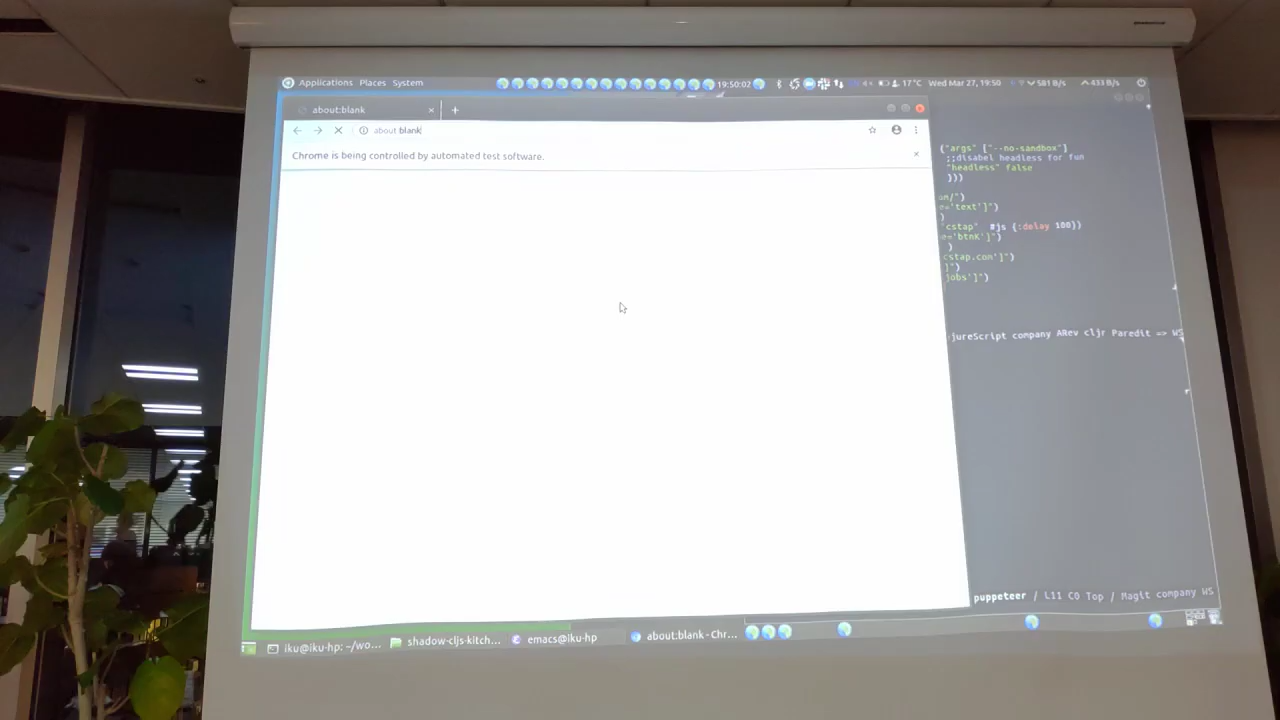 Applications Places System
19:50:07
17°C Wed Mar 27, 19:50
581 B/s
433 B/s
about:blank
about:blank
Chrome is being controlled by automated test software.
{"args" ["--no-sandbox"]
;;disabel headless for fun
"headless" false
})))
/")
='text']")
)
"cstap" #js {:delay 100})
='btnK']")
)
cstap.com']")
]")
jobs']")
jureScript company ARev cljr Paredit => WS
puppeteer / L11 C0 Top / Magit company WS
iku@iku-hp: ~/wo...
shadow-cljs-kitch...
emacs@iku-hp
about:blank - Chr...